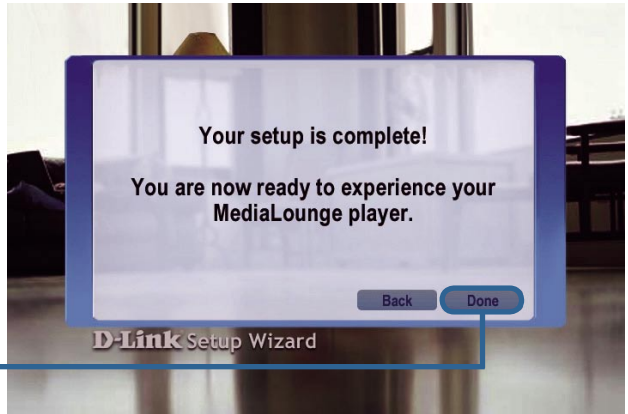 Your setup is complete!
You are now ready to experience your
MediaLounge player.
Back
Done
D-Link Setup Wizard